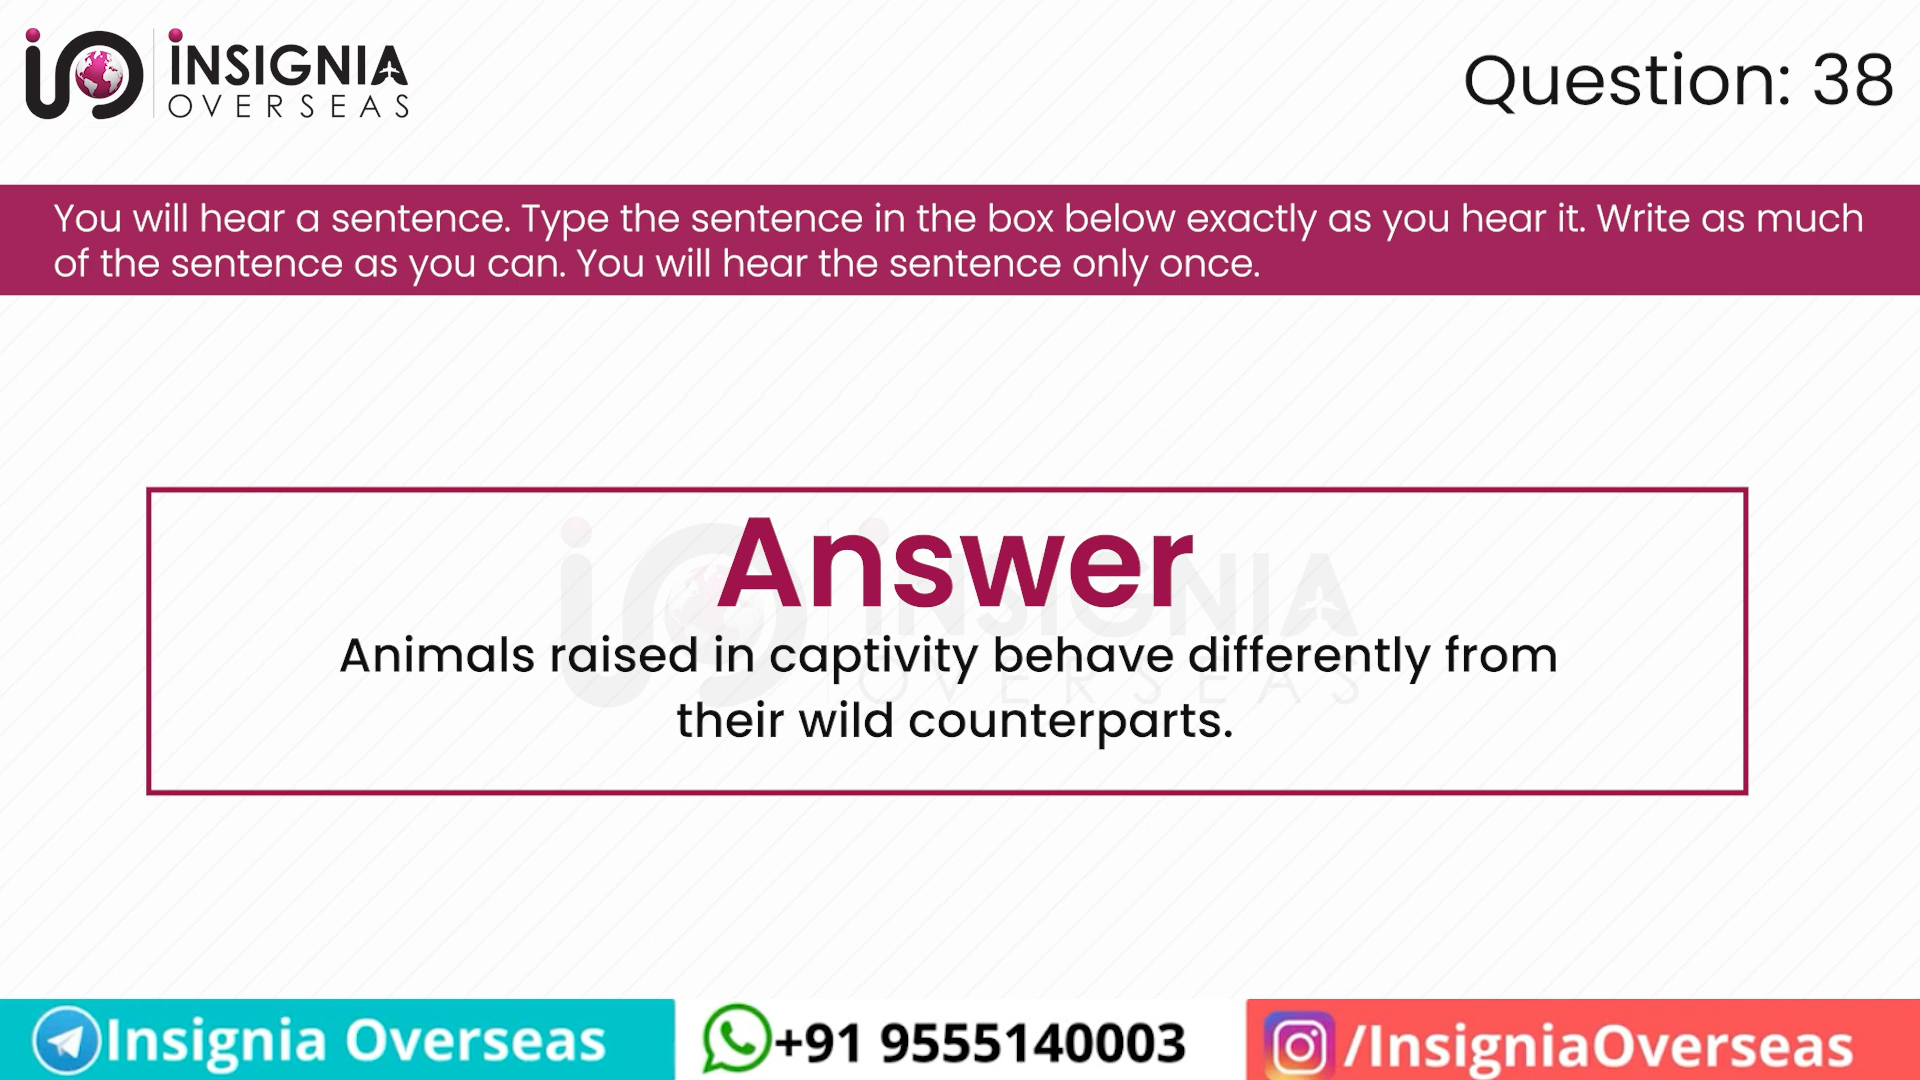 iNSIGNIA
OVERSEAS
Question: 38
You will hear a sentence. Type the sentence in the box below exactly as you hear it. Write as much
of the sentence as you can. You will hear the sentence only once.
Answer
iNSIGNIA
OVERSEAS
Animals raised in captivity behave differently from
their wild counterparts.
Insignia Overseas
+91 9555140003
/InsigniaOverseas